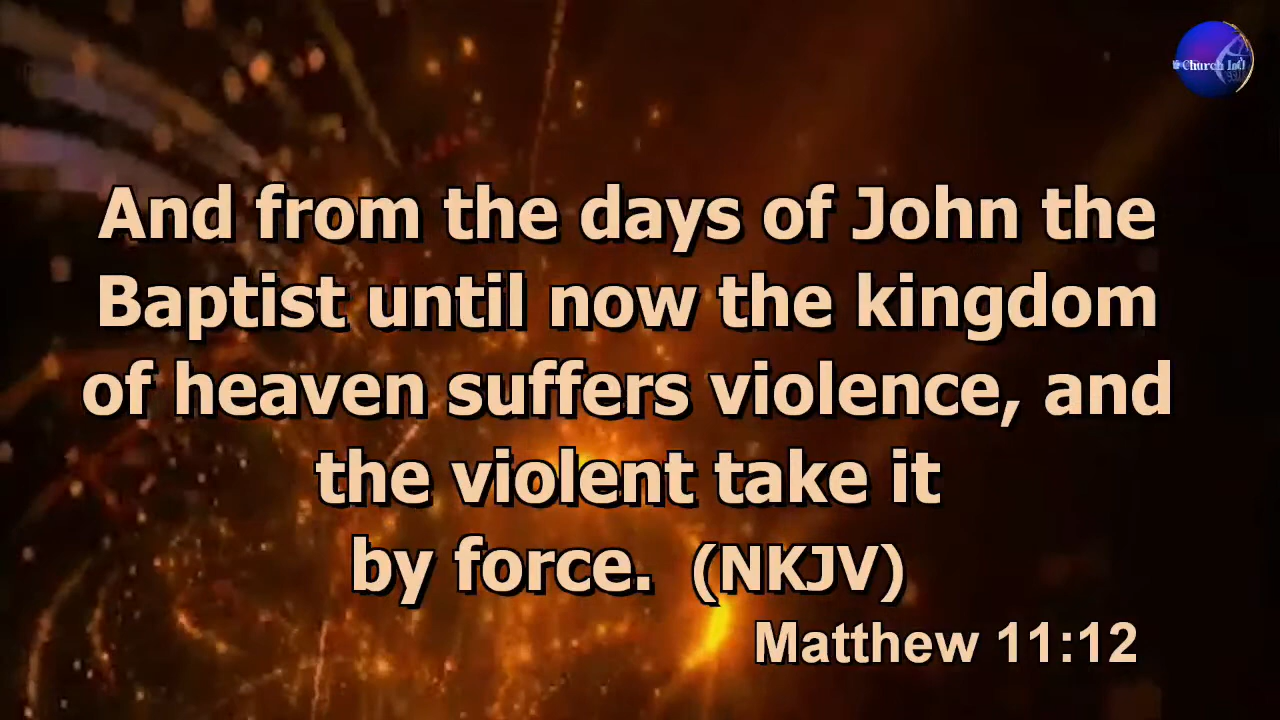 And from the days of John the
Baptist until now the kingdom
of heaven suffers violence, and
the violent take it
by force. (NKJV)
Matthew 11:12
Church